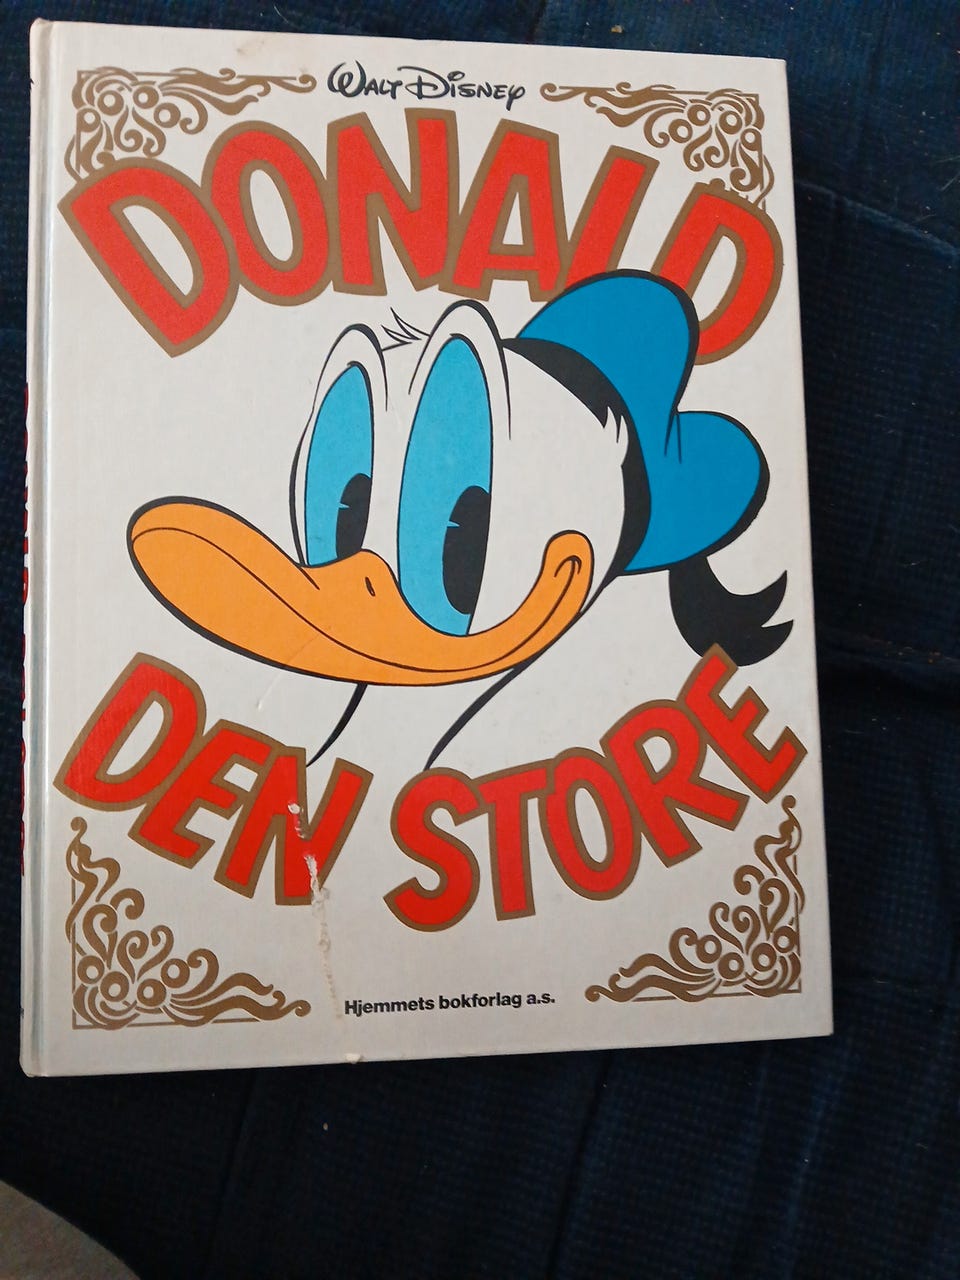 WALT DISNEY
DONALD
DEN STORE
Hjemmets bokforlag a.s.